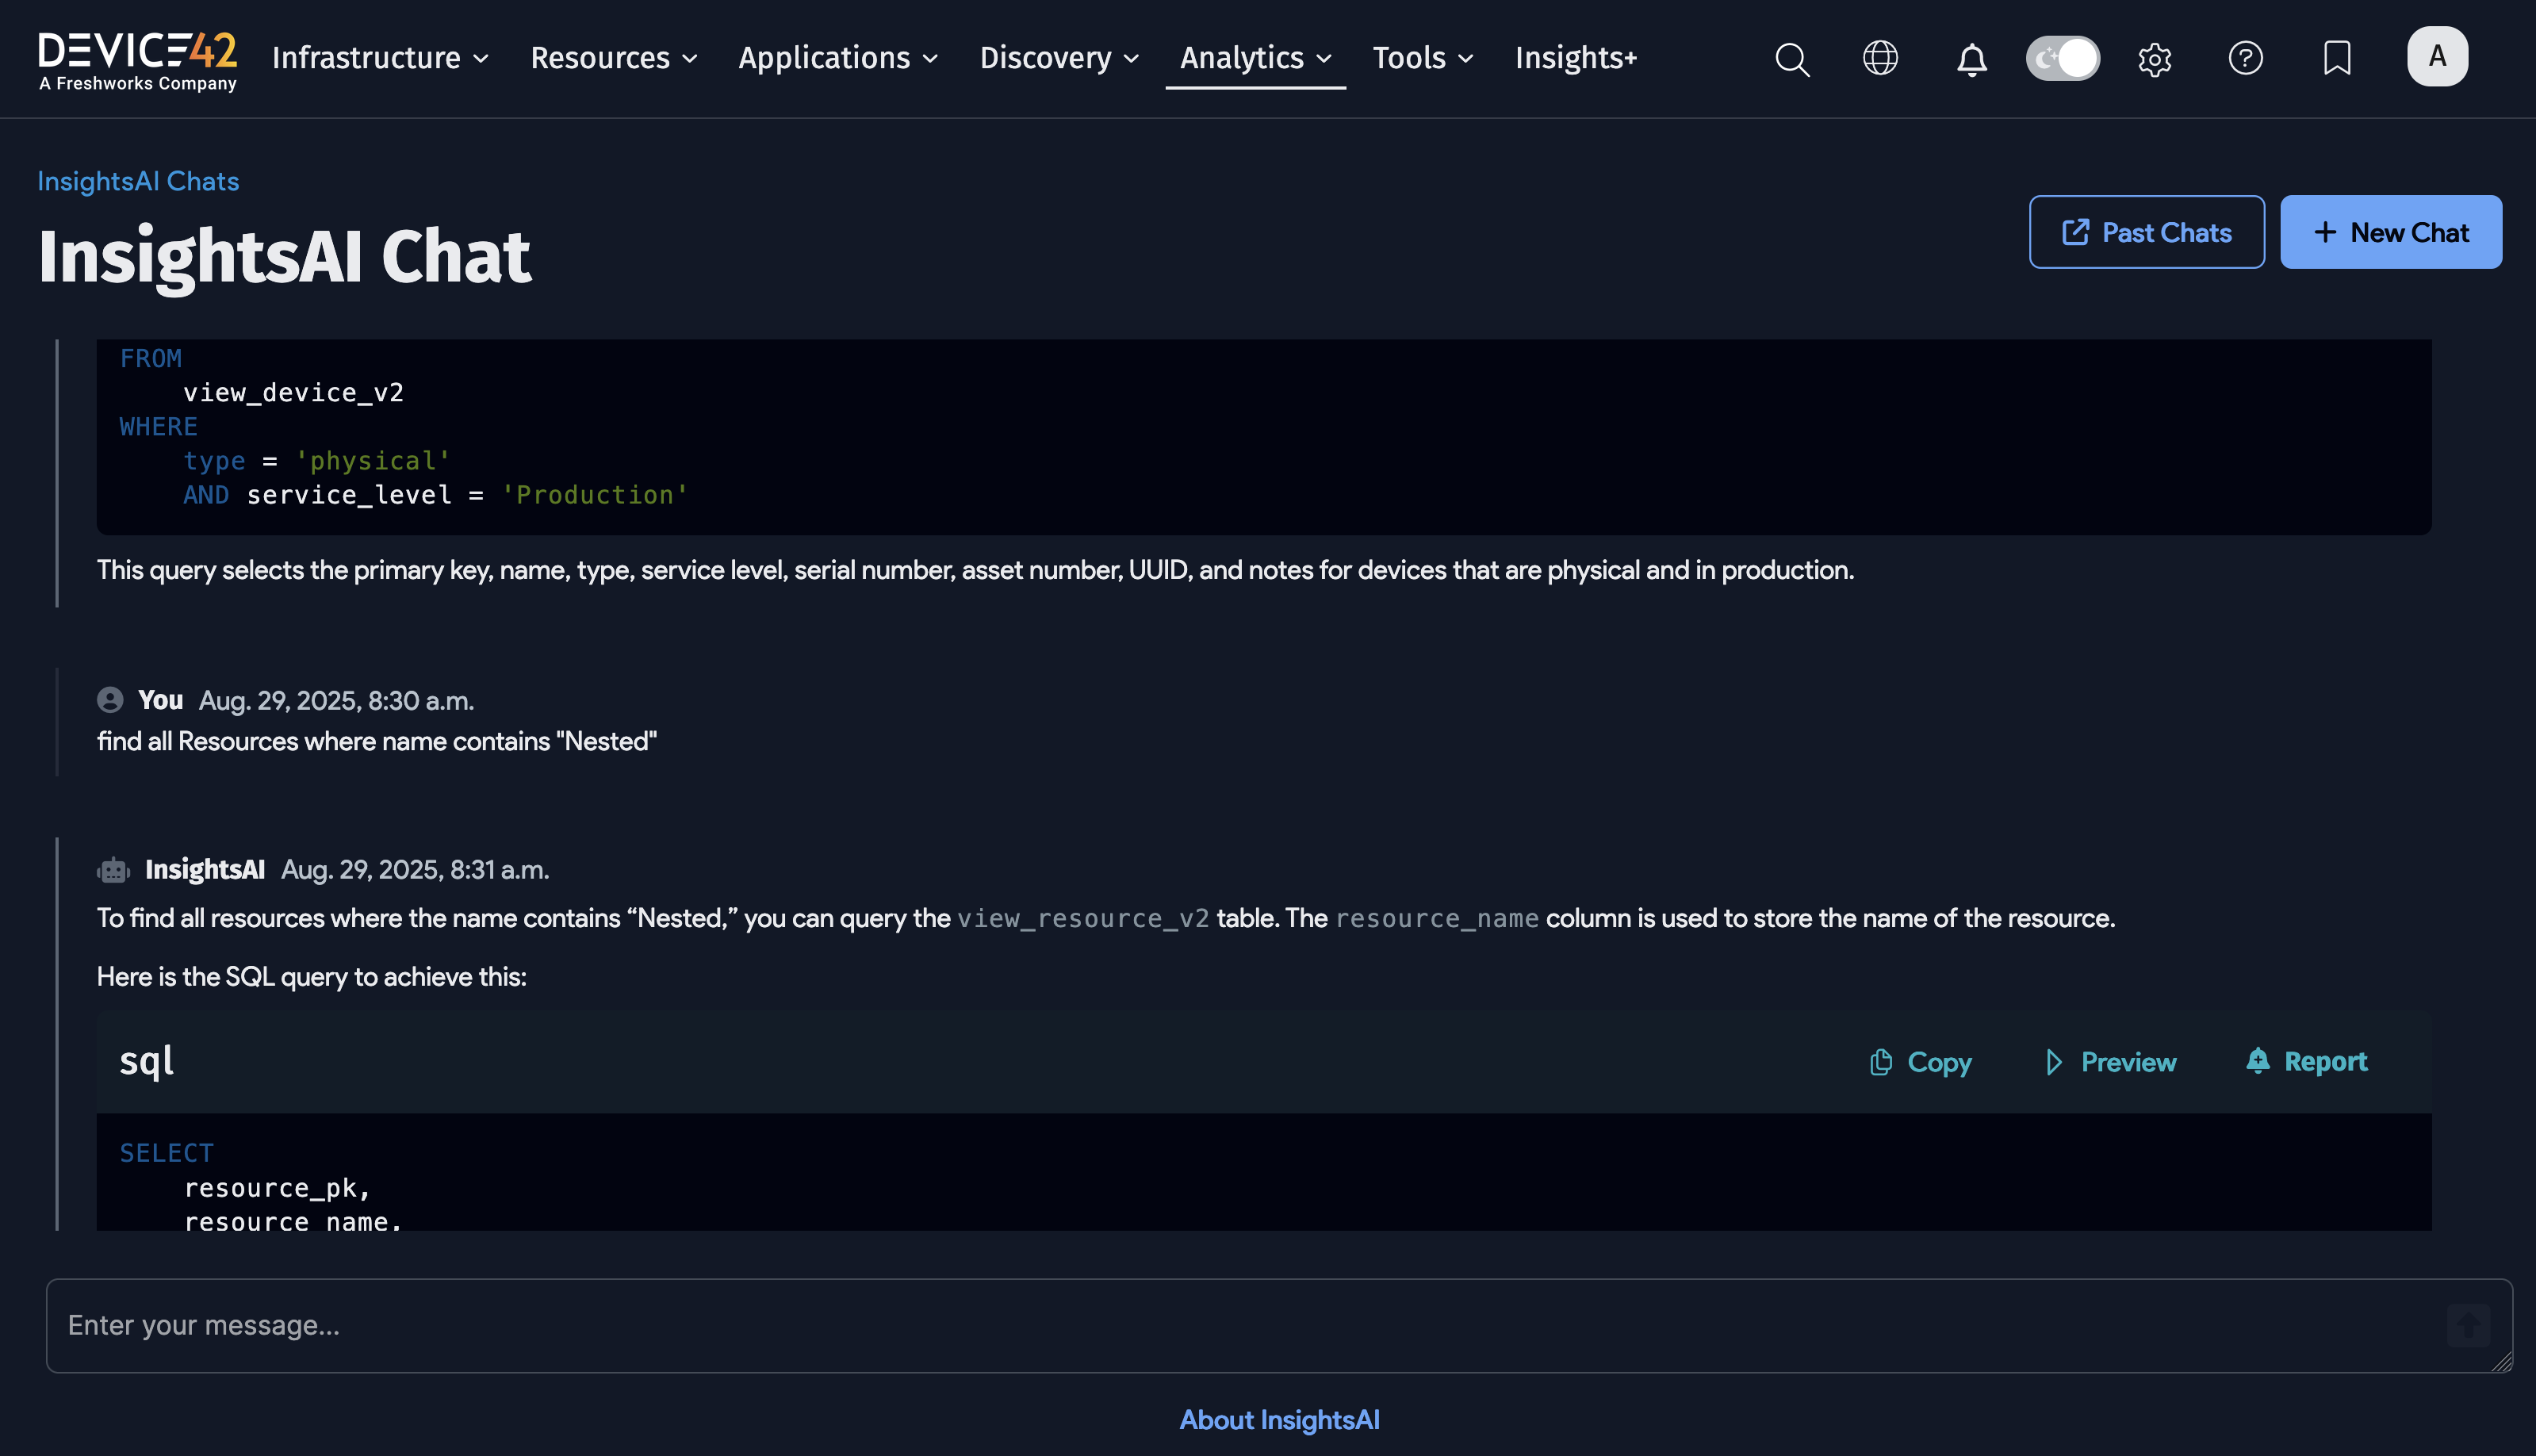 DEVICE42
A Freshworks Company
Infrastructure Resources Applications Discovery Analytics Tools Insights+
A
InsightsAI Chats
InsightsAI Chat
Past Chats
+ New Chat
FROM
view_device_v2
WHERE
type = 'physical'
AND service_level = 'Production'
This query selects the primary key, name, type, service level, serial number, asset number, UUID, and notes for devices that are physical and in production.
You Aug. 29, 2025, 8:30 a.m.
find all Resources where name contains "Nested"
InsightsAI Aug. 29, 2025, 8:31 a.m.
To find all resources where the name contains “Nested,” you can query the view_resource_v2 table. The resource_name column is used to store the name of the resource.
Here is the SQL query to achieve this:
sql
Copy Preview Report
SELECT
resource_pk,
resource_name,
Enter your message...
About InsightsAI